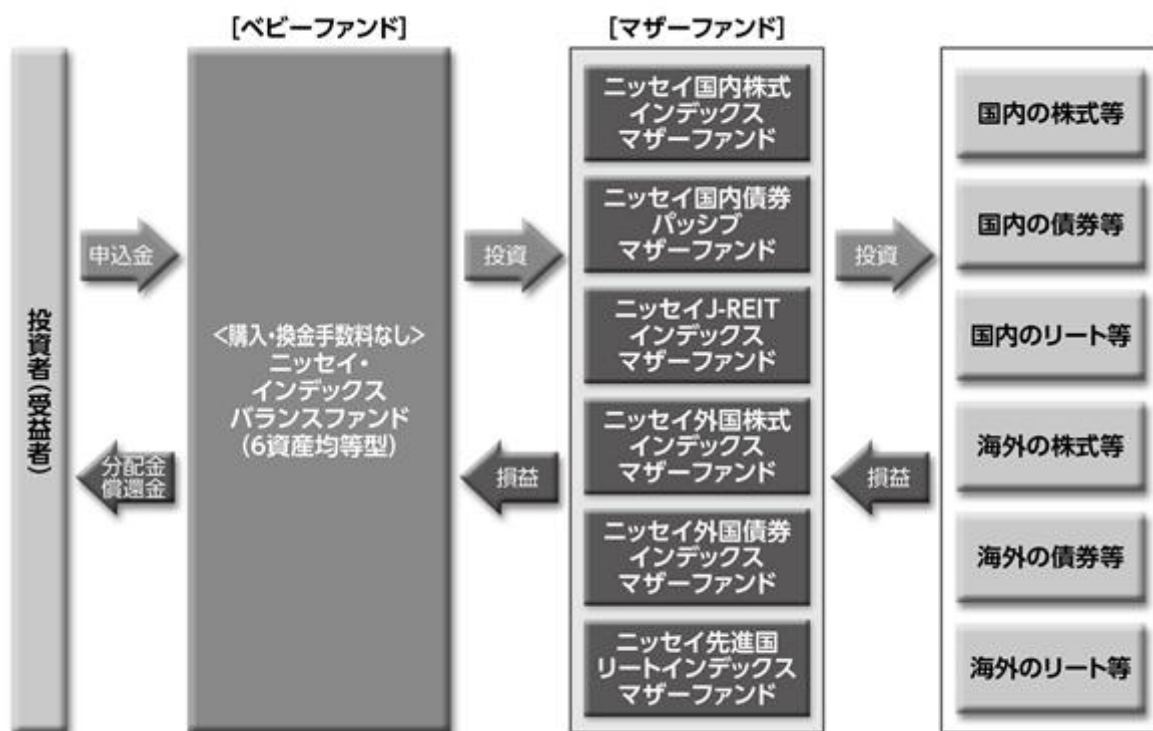 [ベビーファンド]
[マザーファンド]
投資者(受益者)
申込金
分配金
償還金
<購入・換金手数料なし>
ニッセイ・
インデックス
バランスファンド
(6資産均等型)
投資
損益
ニッセイ国内株式
インデックス
マザーファンド
ニッセイ国内債券
パッシブ
マザーファンド
ニッセイJ-REIT
インデックス
マザーファンド
ニッセイ外国株式
インデックス
マザーファンド
ニッセイ外国債券
インデックス
マザーファンド
ニッセイ先進国
リートインデックス
マザーファンド
投資
損益
国内の株式等
国内の債券等
国内のリート等
海外の株式等
海外の債券等
海外のリート等